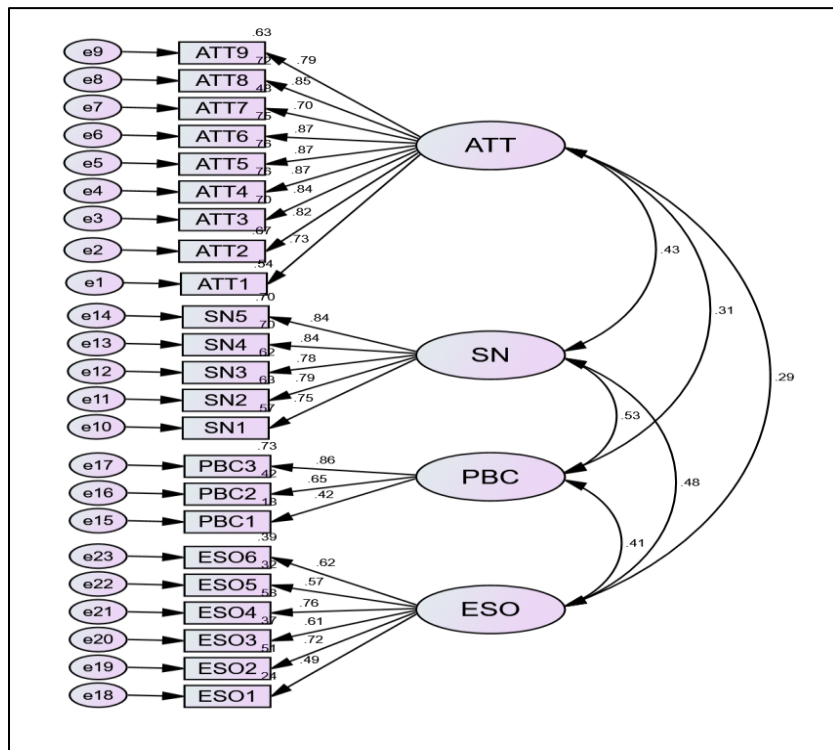 .63
e9 ATT9 .79
.72
e8 ATT8 .85
.48
e7 ATT7 .70
.75
e6 ATT6 .87
.76
e5 ATT5 .87
.76
e4 ATT4 .87
.70
e3 ATT3 .84
.67
e2 ATT2 .82
.54
e1 ATT1 .73
ATT
.43
.31
.29
.70
e14 SN5 .84
.70
e13 SN4 .84
.62
e12 SN3 .78
.63
e11 SN2 .79
.57
e10 SN1 .75
SN
.53
.48
.73
e17 PBC3 .86
.42
e16 PBC2 .65
.18
e15 PBC1 .42
PBC
.41
.39
e23 ESO6 .62
.32
e22 ESO5 .57
.58
e21 ESO4 .76
.37
e20 ESO3 .61
.51
e19 ESO2 .72
.24
e18 ESO1 .49
ESO